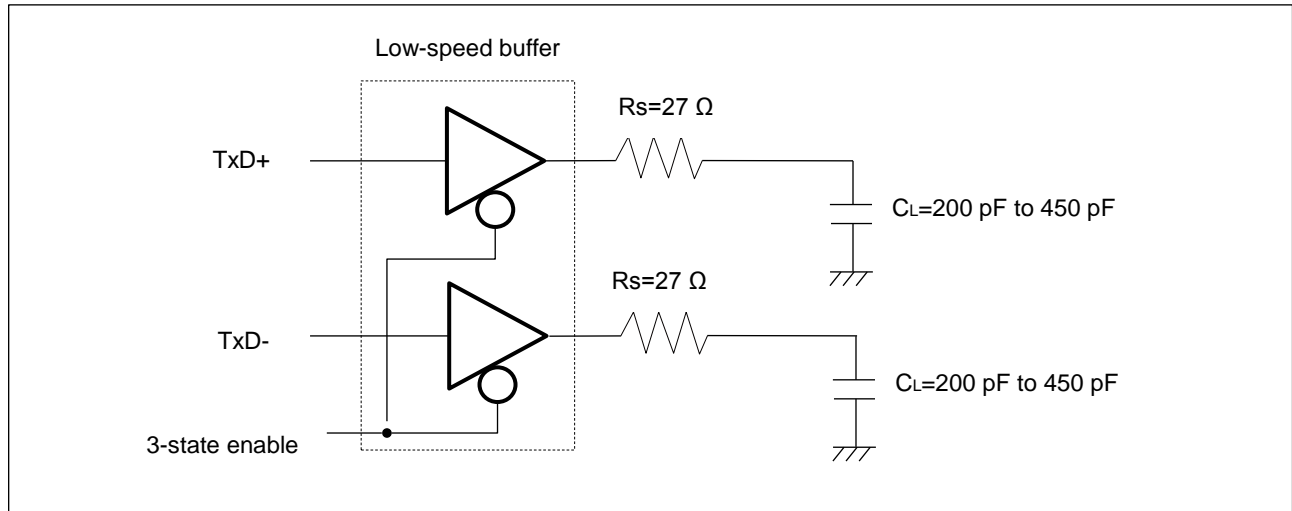 Low-speed buffer
Rs=27 Ω
TxD+
CL=200 pF to 450 pF
Rs=27 Ω
TxD-
CL=200 pF to 450 pF
3-state enable